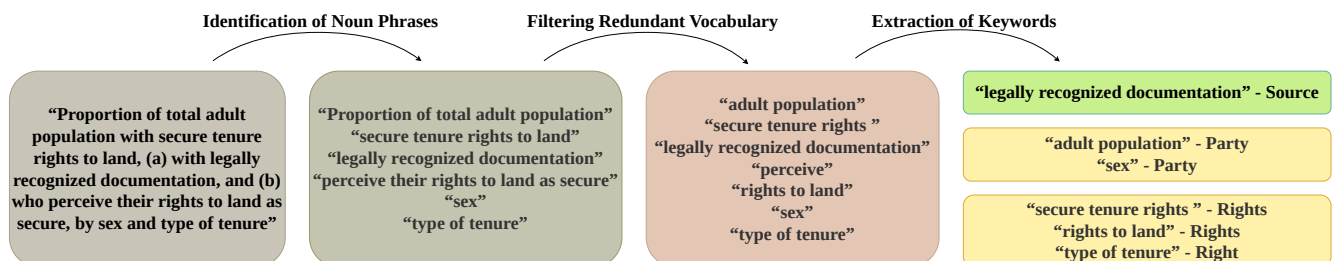 Identification of Noun Phrases
Filtering Redundant Vocabulary
Extraction of Keywords
“Proportion of total adult
population with secure tenure
rights to land, (a) with legally
recognized documentation, and (b)
who perceive their rights to land as
secure, by sex and type of tenure”
“Proportion of total adult population”
“secure tenure rights to land”
“legally recognized documentation”
“perceive their rights to land as secure”
“sex”
“type of tenure”
“adult population”
“secure tenure rights ”
“legally recognized documentation”
“perceive”
“rights to land”
“sex”
“type of tenure”
“legally recognized documentation” - Source
“adult population” - Party
“sex” - Party
“secure tenure rights ” - Rights
“rights to land” - Rights
“type of tenure” - Right